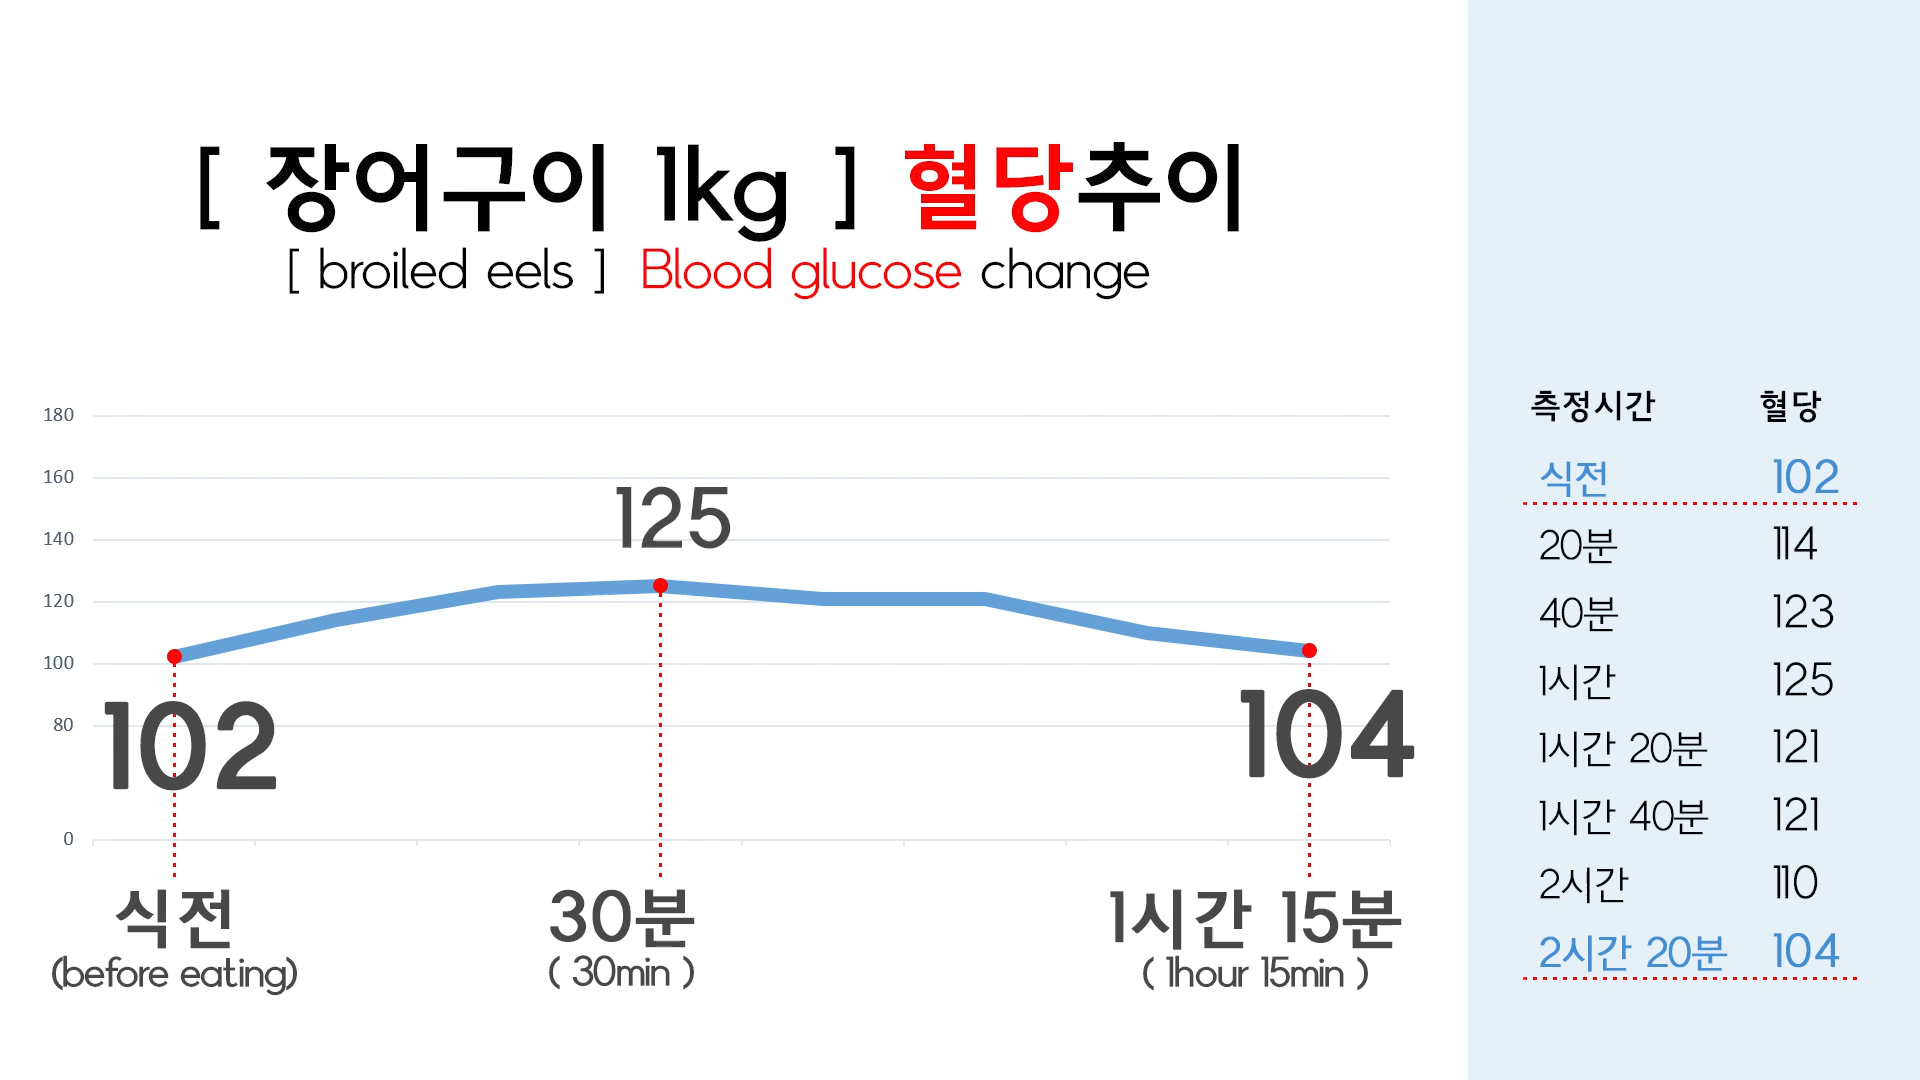 [ 장어구이 1kg ] 혈당추이
[ broiled eels ] Blood glucose change
180
160
140
120
100
80
0
125
102
104
식전
(before eating)
30분
( 30min )
1시간 15분
( 1hour 15min )
측정시간 혈당
식전 102
20분 114
40분 123
1시간 125
1시간 20분 121
1시간 40분 121
2시간 110
2시간 20분 104